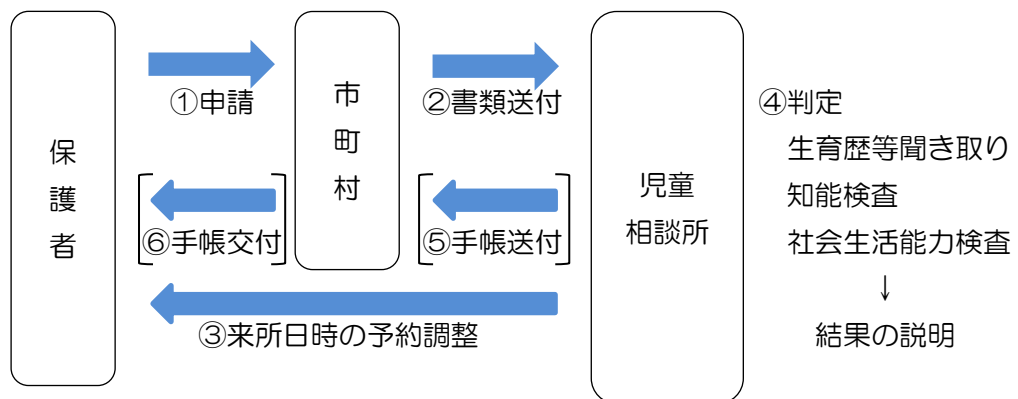 保護者
①申請
市町村
②書類送付
児童
相談所
③来所日時の予約調整
④判定
生育歴等聞き取り
知能検査
社会生活能力検査
↓
結果の説明
⑤手帳送付
⑥手帳交付